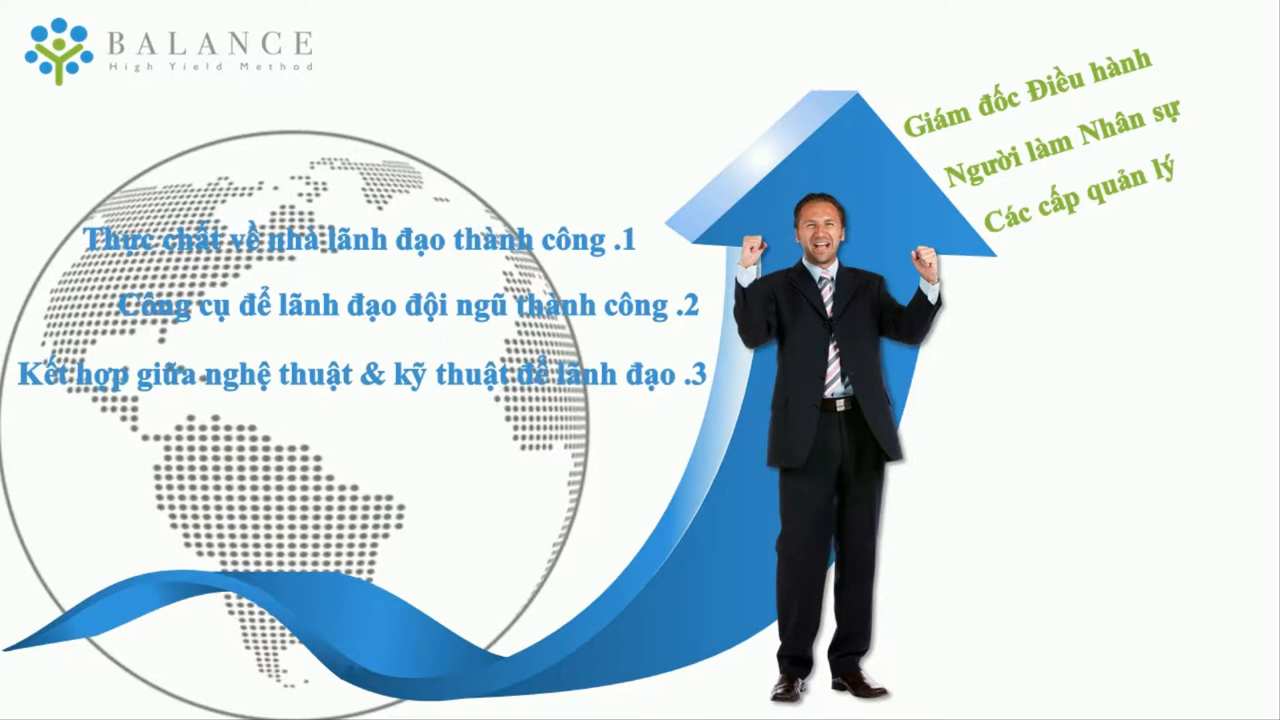 BALANCE
High Yield Method
Giám đốc Điều hành
Người làm Nhân sự
Các cấp quản lý
Thực chất về nhà lãnh đạo thành công .1
Công cụ để lãnh đạo đội ngũ thành công .2
Kết hợp giữa nghệ thuật & kỹ thuật để lãnh đạo .3